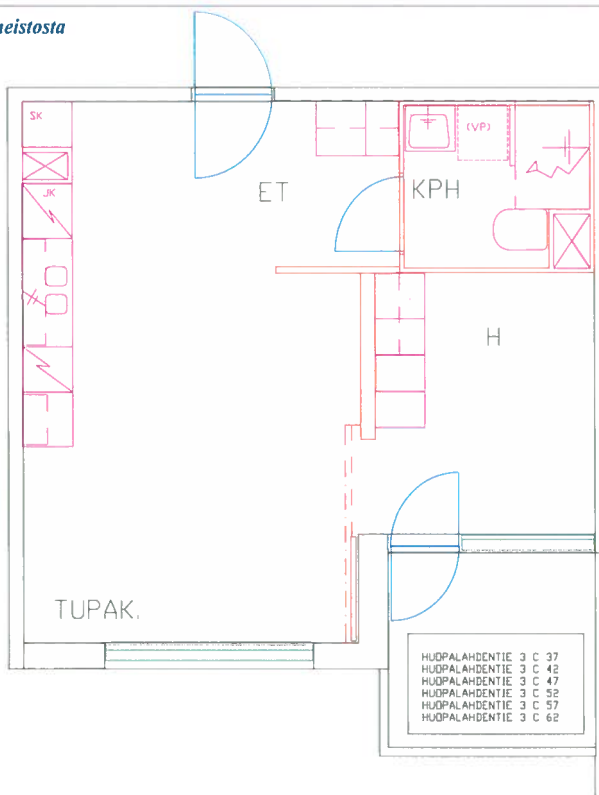 neistosta
SK
(VP)
JK
ET
KPH
H
TUPAK.
HUOPALAHDENTIE 3 C 37
HUOPALAHDENTIE 3 C 42
HUOPALAHDENTIE 3 C 47
HUOPALAHDENTIE 3 C 52
HUOPALAHDENTIE 3 C 57
HUOPALAHDENTIE 3 C 62